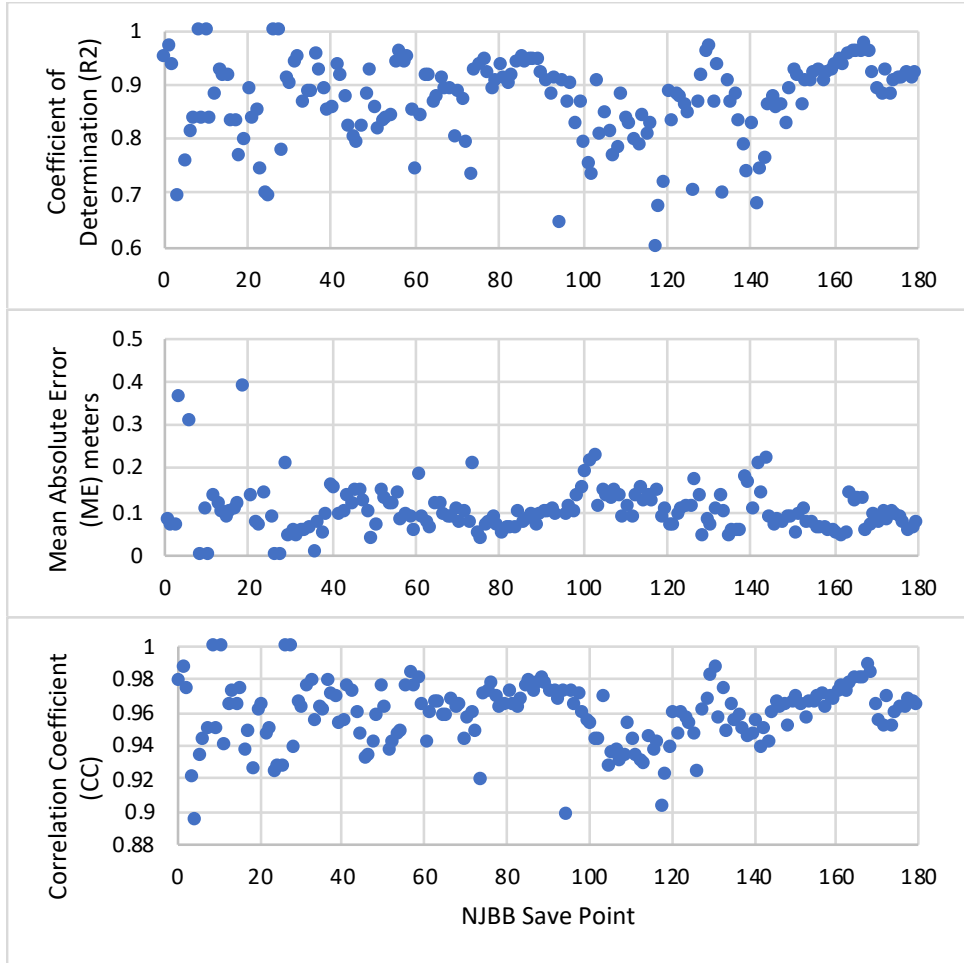 Coefficient of
Determination (R2)
1
0.9
0.8
0.7
0.6
0 20 40 60 80 100 120 140 160 180
Mean Absolute Error
(ME) meters
0.5
0.4
0.3
0.2
0.1
0
0 20 40 60 80 100 120 140 160 180
Correlation Coefficient
(CC)
1
0.98
0.96
0.94
0.92
0.9
0.88
0 20 40 60 80 100 120 140 160 180
NJBB Save Point